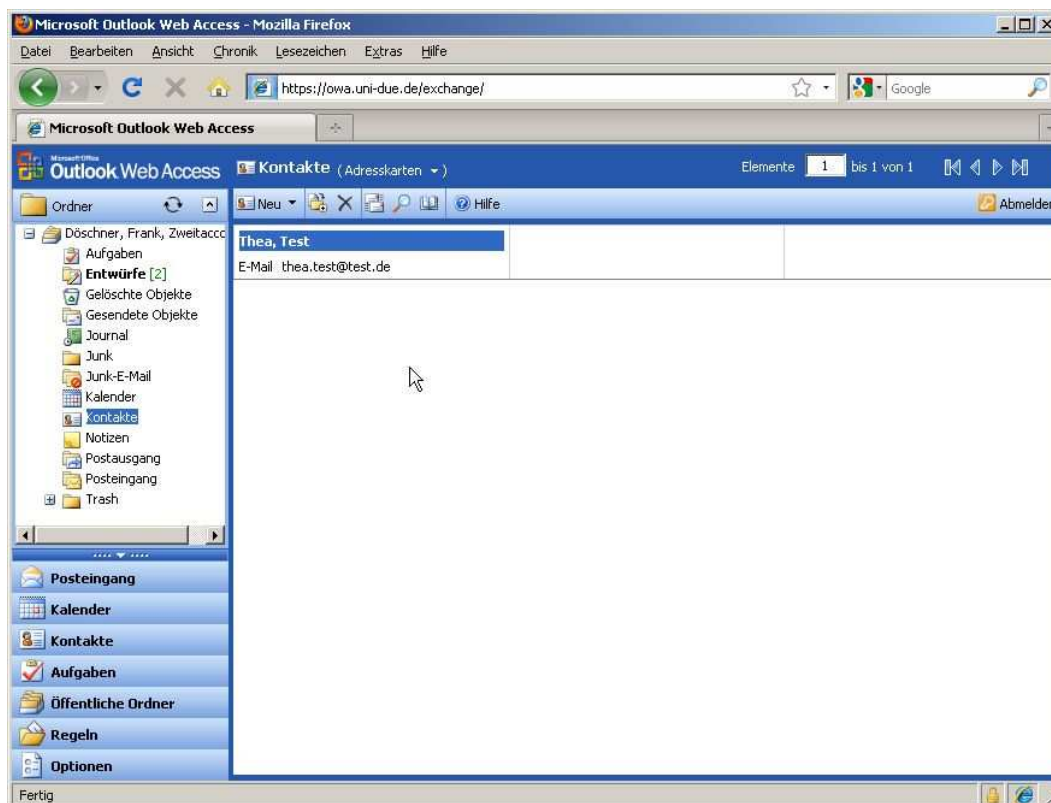 Microsoft Outlook Web Access - Mozilla Firefox
Datei Bearbeiten Ansicht Chronik Lesezeichen Extras Hilfe
https://owa.uni-due.de/exchange/ Google
Microsoft Outlook Web Access
Microsoft Office
Outlook Web Access Kontakte (Adresskarten) Elemente 1 bis 1 von 1
Ordner Neu Hilfe Abmelden
Döschner, Frank, Zweitacco
Thea, Test
E-Mail thea.test@test.de
Aufgaben
Entwürfe [2]
Gelöschte Objekte
Gesendete Objekte
Journal
Junk
Junk-E-Mail
Kalender
Kontakte
Notizen
Postausgang
Posteingang
Trash
Posteingang
Kalender
Kontakte
Aufgaben
Öffentliche Ordner
Regeln
Optionen
Fertig